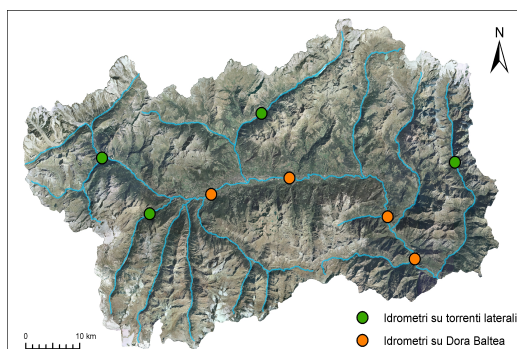 N
Idrometri su torrenti laterali
0 10 km
Idrometri su Dora Baltea